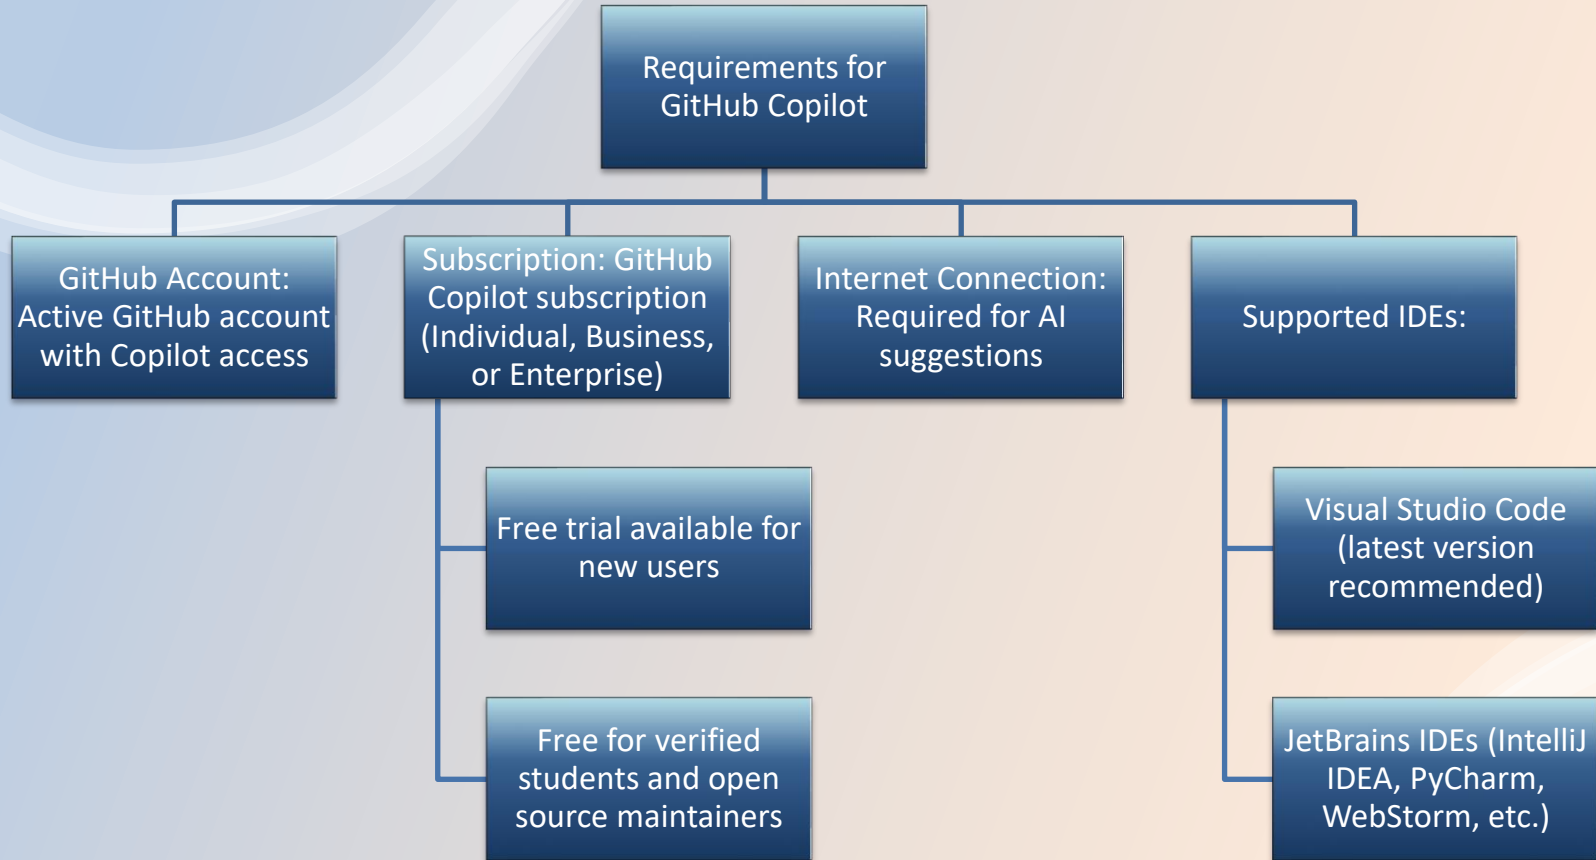 Requirements for
GitHub Copilot
GitHub Account:
Active GitHub account
with Copilot access
Subscription: GitHub
Copilot subscription
(Individual, Business,
or Enterprise)
Free trial available for
new users
Free for verified
students and open
source maintainers
Internet Connection:
Required for AI
suggestions
Supported IDEs:
Visual Studio Code
(latest version
recommended)
JetBrains IDEs (IntelliJ
IDEA, PyCharm,
WebStorm, etc.)